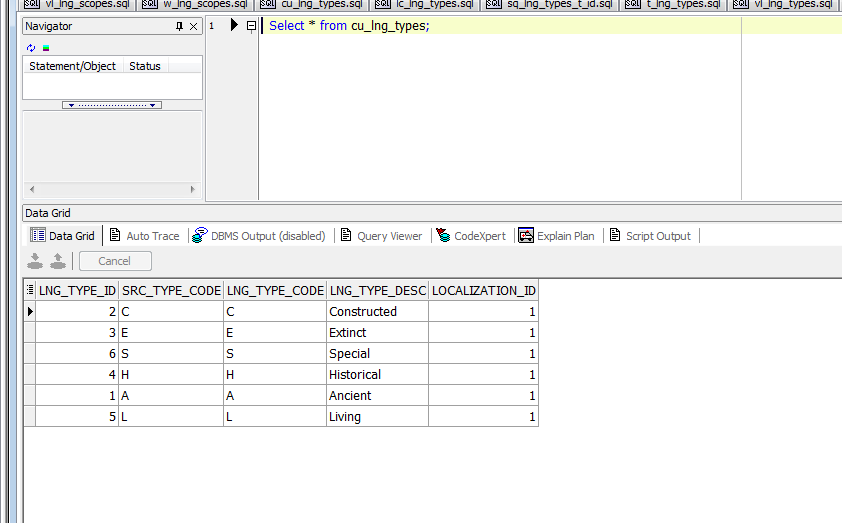 vl_lng_scopes.sql w_lng_scopes.sql cu_lng_types.sql lc_lng_types.sql sq_lng_types_t_id.sql t_lng_types.sql vl_lng_types.sql
Navigator
1 Select * from cu_lng_types;
Statement/Object Status
Data Grid
Data Grid Auto Trace DBMS Output (disabled) Query Viewer CodeXpert Explain Plan Script Output
Cancel
LNG_TYPE_ID SRC_TYPE_CODE LNG_TYPE_CODE LNG_TYPE_DESC LOCALIZATION_ID
2 C C Constructed 1
3 E E Extinct 1
6 S S Special 1
4 H H Historical 1
1 A A Ancient 1
5 L L Living 1